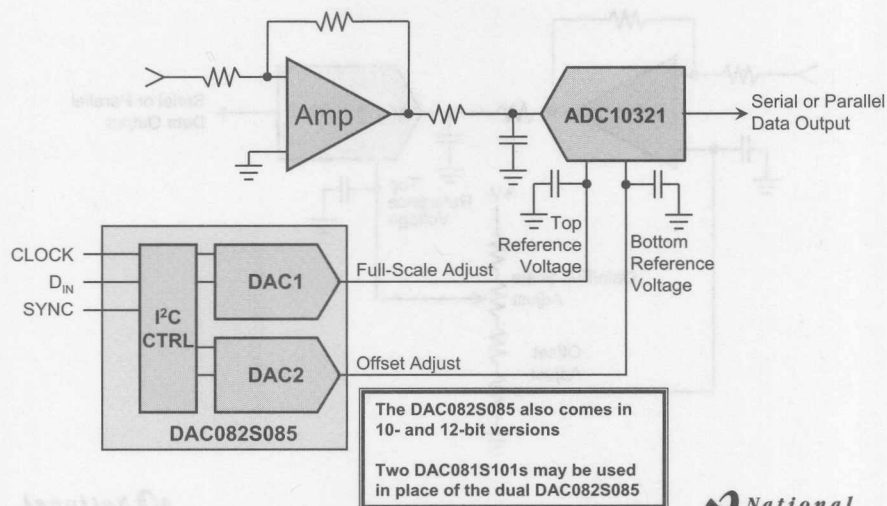 Amp
ADC10321
Serial or Parallel
Data Output
Top
Reference
Voltage
Bottom
Reference
Voltage
CLOCK
D_IN
SYNC
I²C
CTRL
DAC1
DAC2
DAC082S085
Full-Scale Adjust
Offset Adjust
The DAC082S085 also comes in
10- and 12-bit versions
Two DAC081S101s may be used
in place of the dual DAC082S085
National